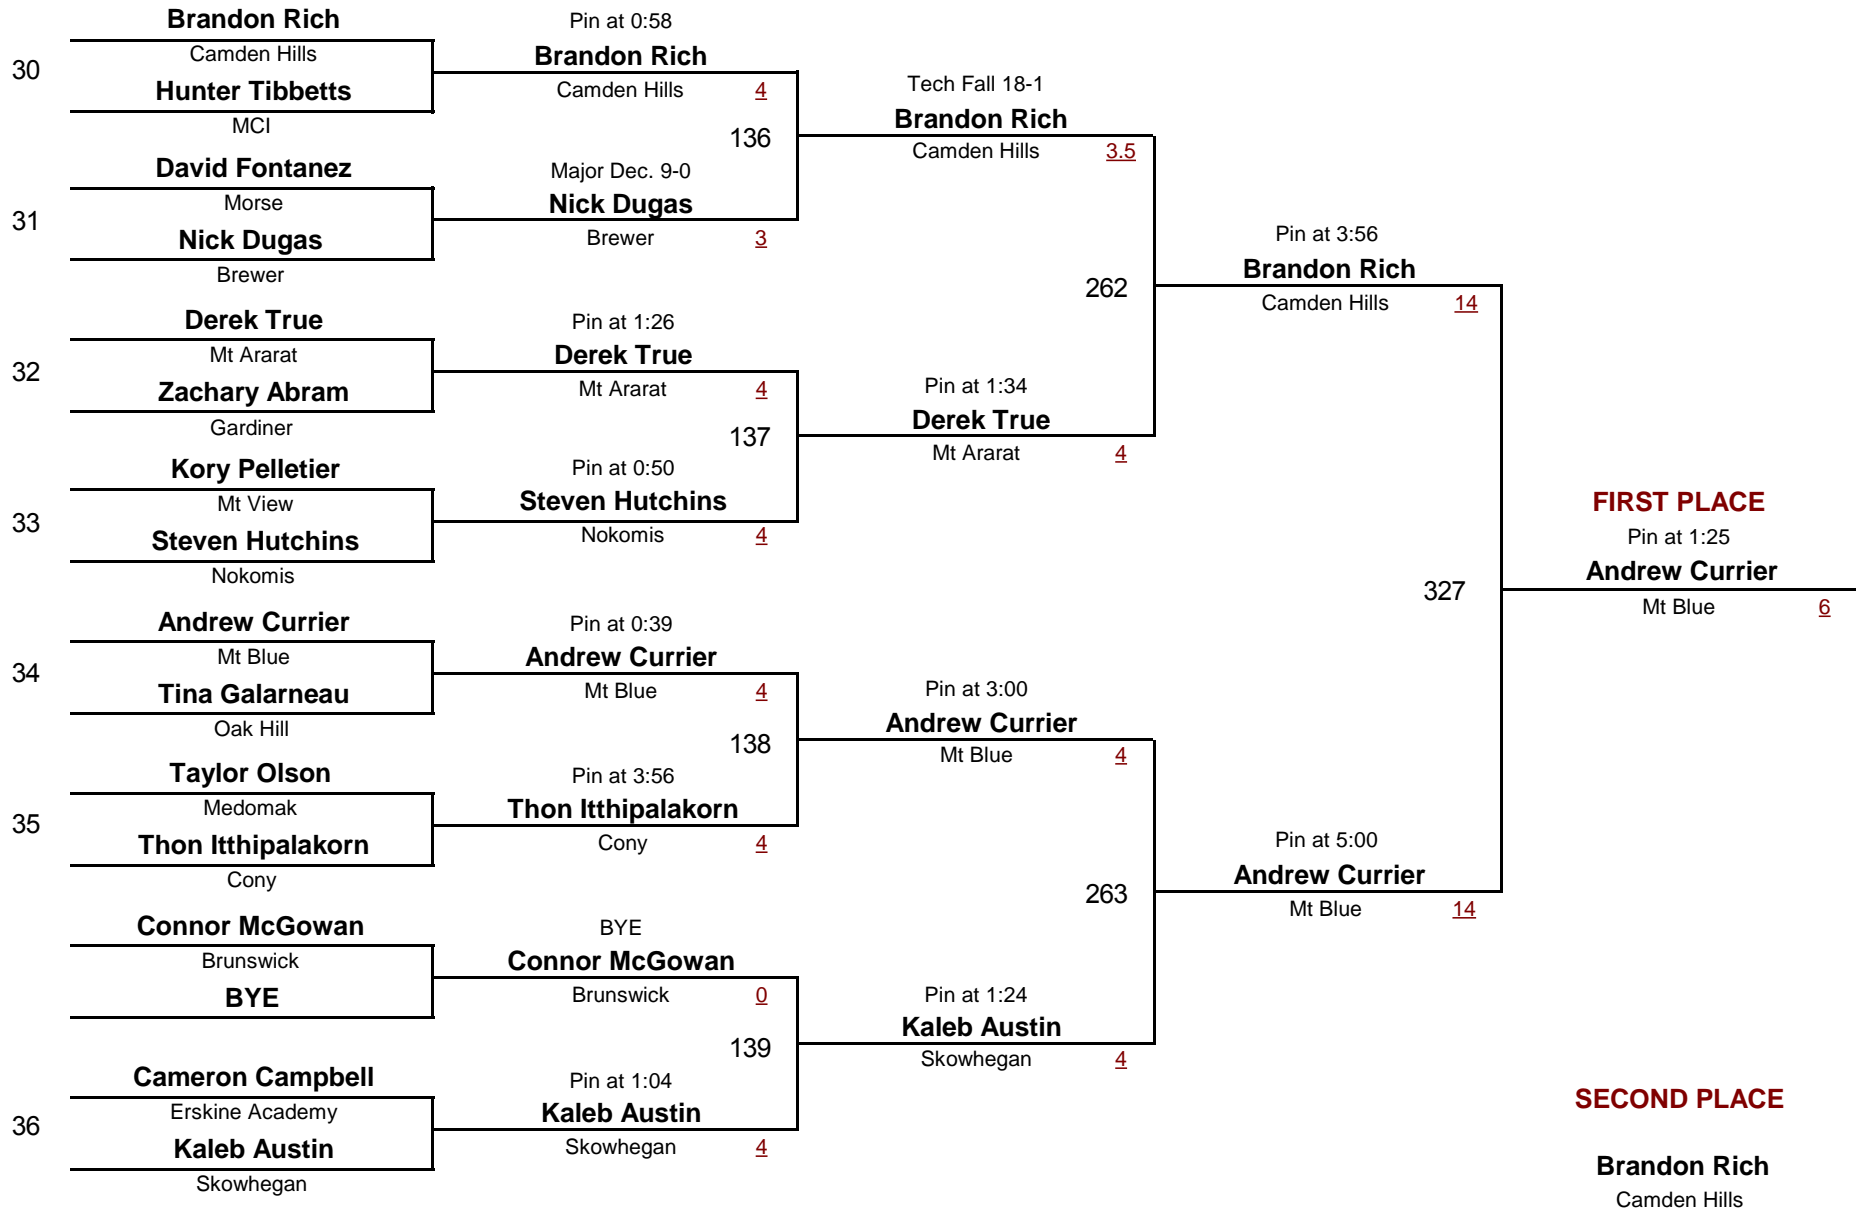 Brandon Rich
Camden Hills
30
Hunter Tibbetts
MCI
David Fontanez
Morse
31
Nick Dugas
Brewer
Derek True
Mt Ararat
32
Zachary Abram
Gardiner
Kory Pelletier
Mt View
33
Steven Hutchins
Nokomis
Andrew Currier
Mt Blue
34
Tina Galarneau
Oak Hill
Taylor Olson
Medomak
35
Thon Itthipalakorn
Cony
Connor McGowan
Brunswick
BYE
Cameron Campbell
Erskine Academy
36
Kaleb Austin
Skowhegan
Pin at 0:58
Brandon Rich
Camden Hills 4
136
Major Dec. 9-0
Nick Dugas
Brewer 3
Pin at 1:26
Derek True
Mt Ararat 4
137
Pin at 0:50
Steven Hutchins
Nokomis 4
Pin at 0:39
Andrew Currier
Mt Blue 4
138
Pin at 3:56
Thon Itthipalakorn
Cony 4
BYE
Connor McGowan
Brunswick 0
139
Pin at 1:04
Kaleb Austin
Skowhegan 4
Tech Fall 18-1
Brandon Rich
Camden Hills 3.5
262
Pin at 1:34
Derek True
Mt Ararat 4
Pin at 3:00
Andrew Currier
Mt Blue 4
263
Pin at 1:24
Kaleb Austin
Skowhegan 4
Pin at 3:56
Brandon Rich
Camden Hills 14
327
Pin at 5:00
Andrew Currier
Mt Blue 14
FIRST PLACE
Pin at 1:25
Andrew Currier
Mt Blue 6
SECOND PLACE
Brandon Rich
Camden Hills